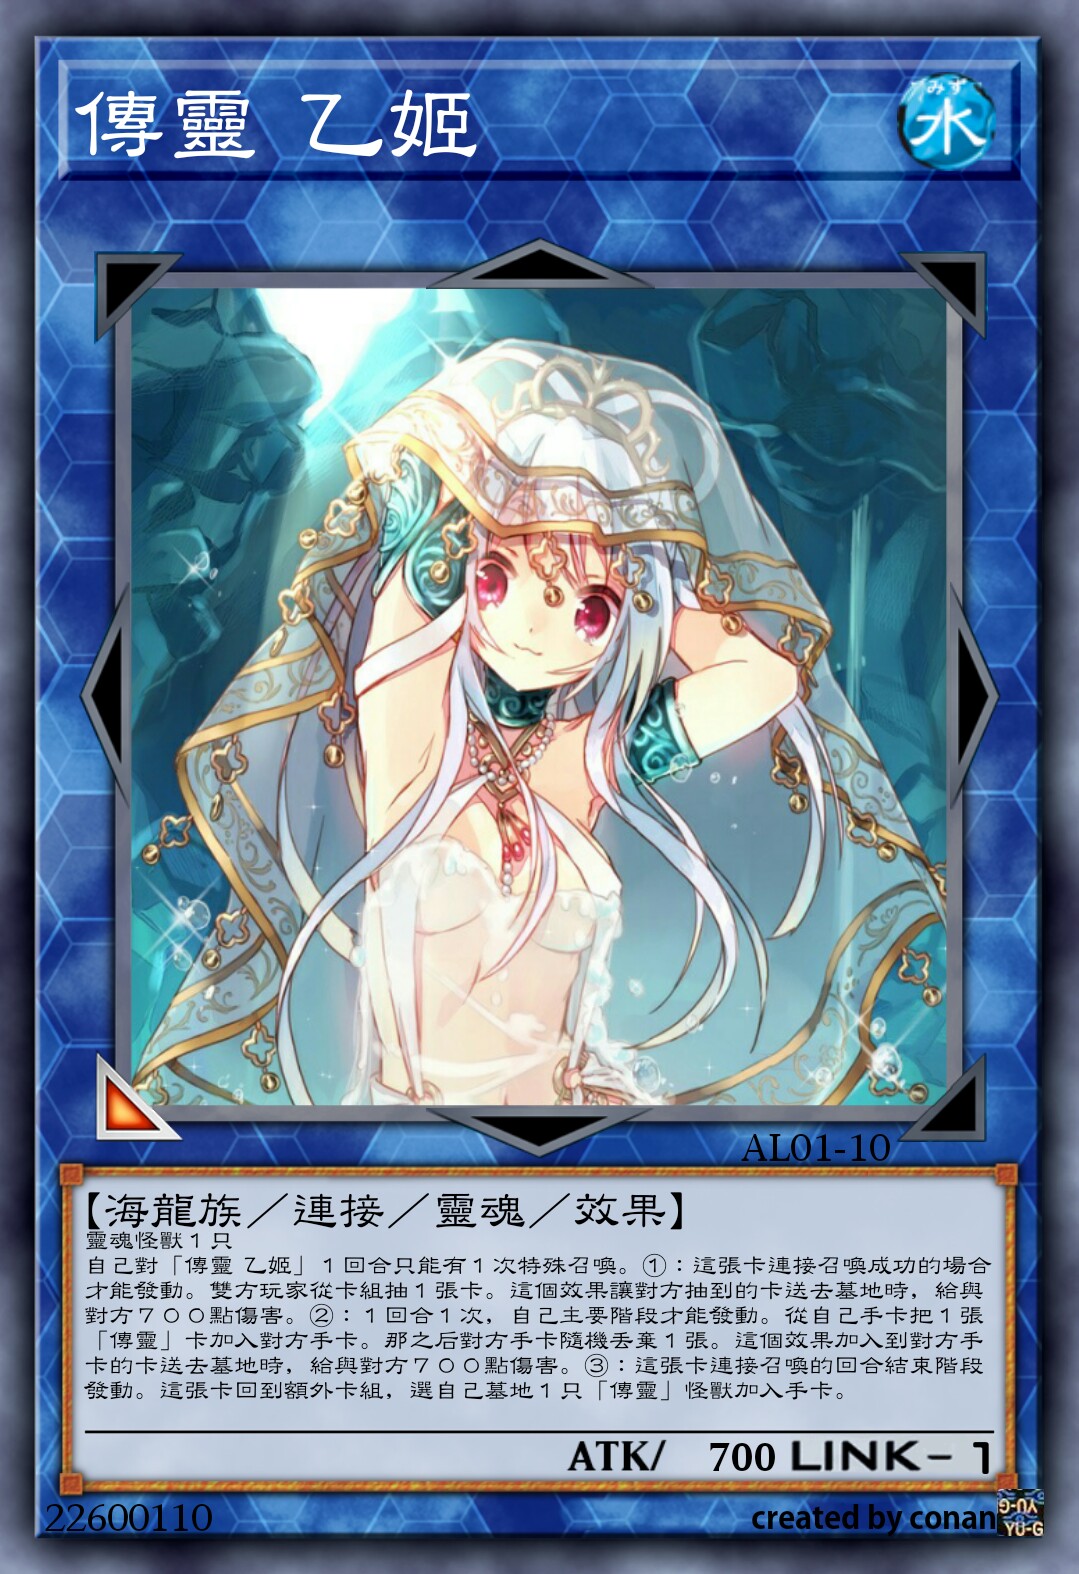 傳靈 乙姬
みず
水
AL01-10
【海龍族／連接／靈魂／效果】
靈魂怪獸１只
自己對「傳靈 乙姬」１回合只能有１次特殊召喚。①：這張卡連接召喚成功的場合
才能發動。雙方玩家從卡組抽１張卡。這個效果讓對方抽到的卡送去墓地時，給與
對方７００點傷害。②：１回合１次，自己主要階段才能發動。從自己手卡把１張
「傳靈」卡加入對方手卡。那之后對方手卡隨機丟棄１張。這個效果加入到對方手
卡的卡送去墓地時，給與對方７００點傷害。③：這張卡連接召喚的回合結束階段
發動。這張卡回到額外卡組，選自己墓地１只「傳靈」怪獸加入手卡。
ATK/ 700 LINK-1
22600110
created by conan
YU-G
YU-G